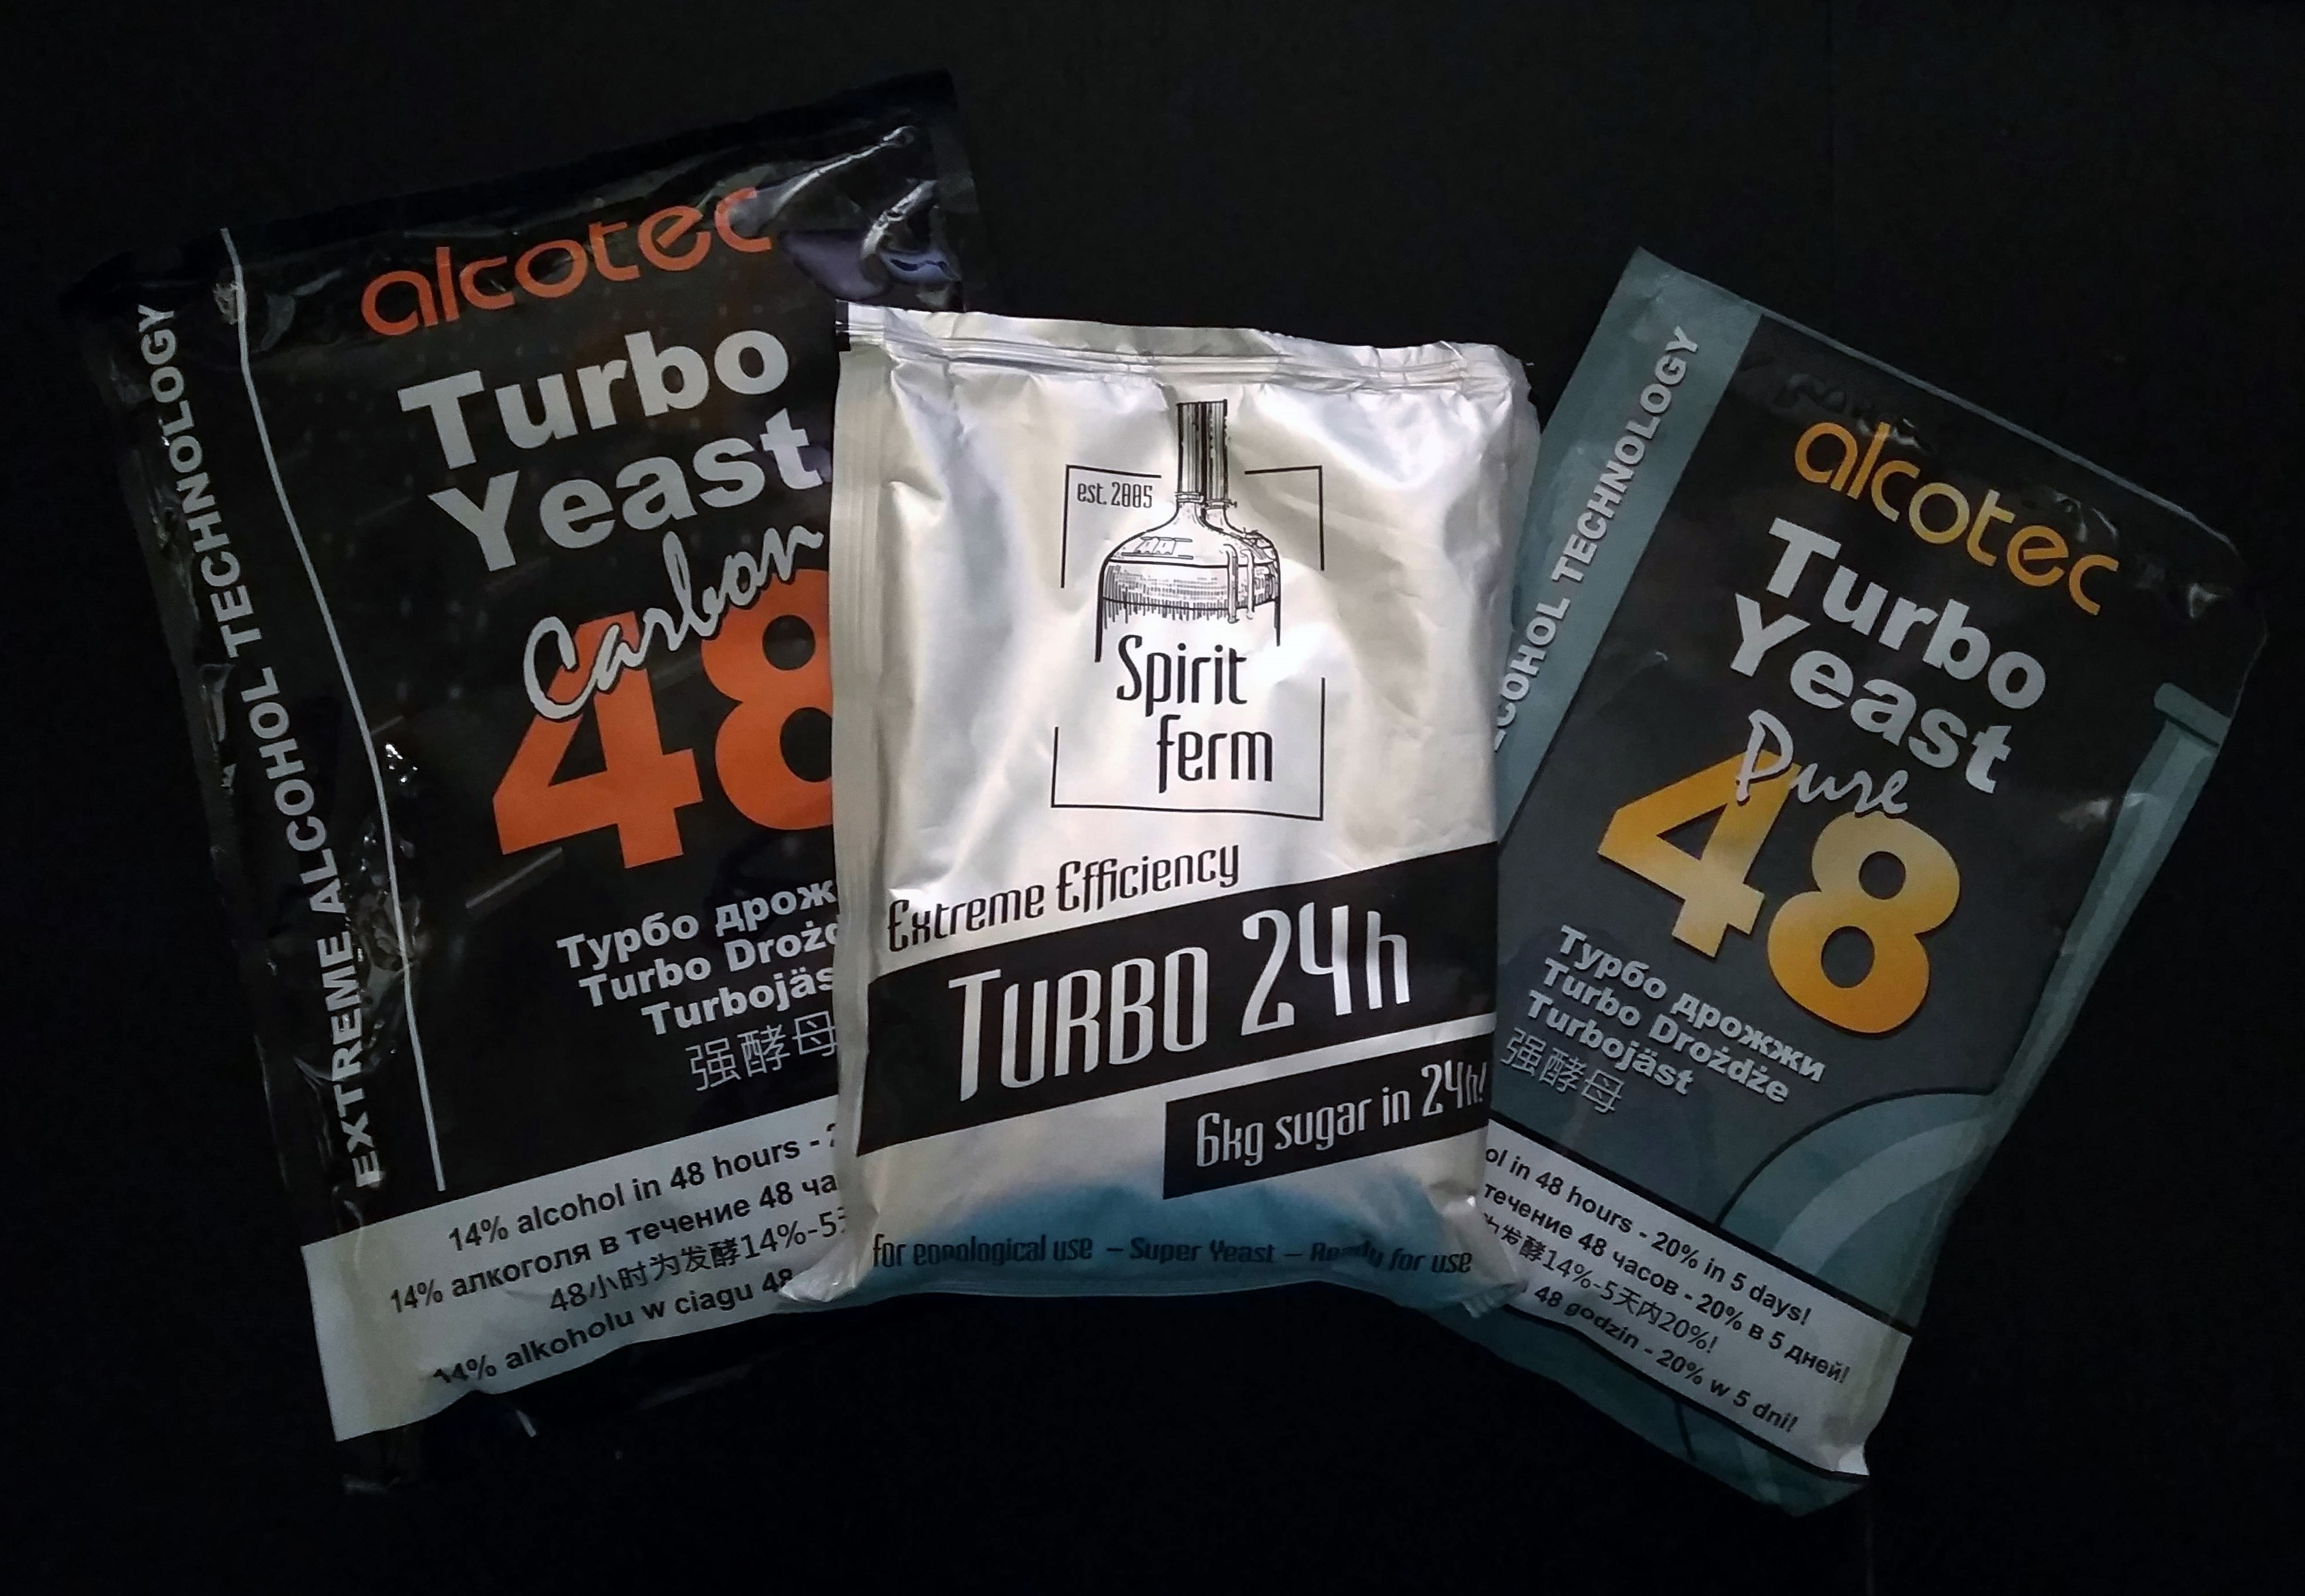 EXTREME ALCOHOL TECHNOLOGY
alcotec
Turbo
Yeast
Carbon
48
Турбо
Turbo
强酵母
14% alcohol in 48 hours -
14% алкоголя в течение 48
48小时为发酵14%-5
14% alkoholu w ciagu 48
est. 2005
Spirit
ferm
Extreme Efficiency
TURBO 24h
6kg sugar in 24h!
for eonological use – Super Yeast – Ready for use
ALCOHOL TECHNOLOGY
alcotec
Turbo
Yeast
Pure
48
Турбо дрожжи
Turbo Drożdże
Turbojäst
强酵母
in 48 hours - 20% in 5 days!
течение 48 часов - 20% в 5 дней!
为发酵14%-5天内20%!
48 godzin - 20% w 5 dni!